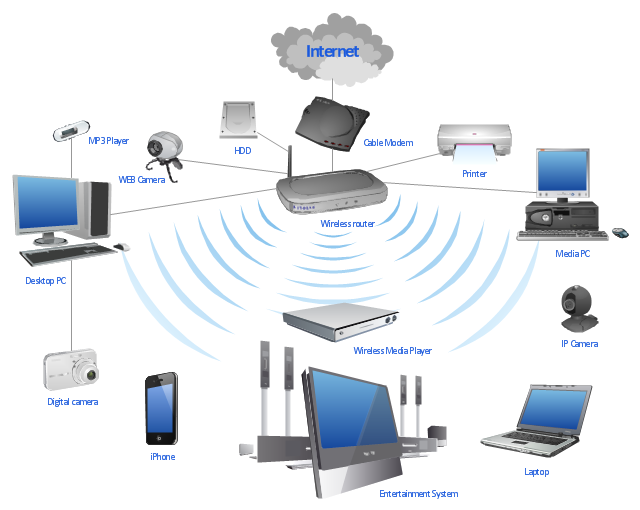 Internet
MP3 Player
WEB Camera
HDD
Cable Modem
Printer
Wireless router
Desktop PC
Media PC
Wireless Media Player
IP Camera
Digital camera
iPhone
Laptop
Entertainment System